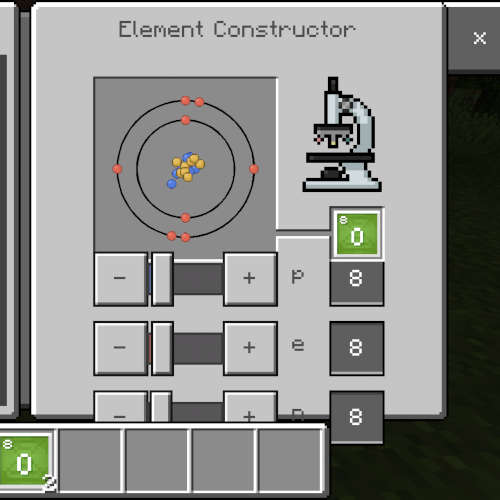 Element Constructor
x
8
O
− + p 8
− + e 8
− + n 8
8
O
2